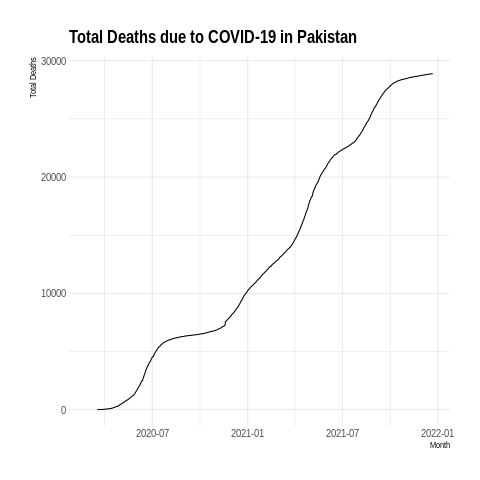 Total Deaths due to COVID-19 in Pakistan
Total Deaths
30000
20000
10000
0
2020-07
2021-01
2021-07
2022-01
Month